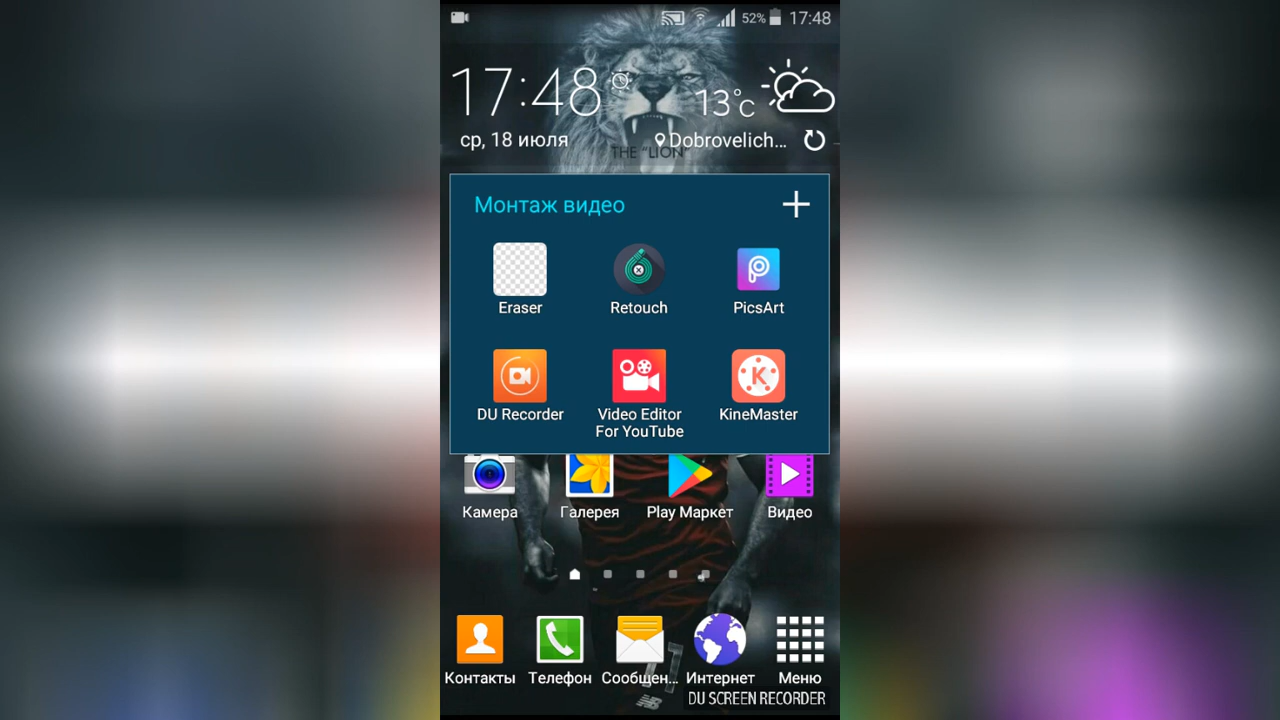 52% 17:48
17:48
13°C
ср, 18 июля
Dobrovelich...
THE "LION"
Монтаж видео
Eraser
Retouch
PicsArt
DU Recorder
Video Editor
For YouTube
KineMaster
Камера
Галерея
Play Маркет
Видео
Контакты
Телефон
Сообщен...
Интернет
Меню
DU SCREEN RECORDER